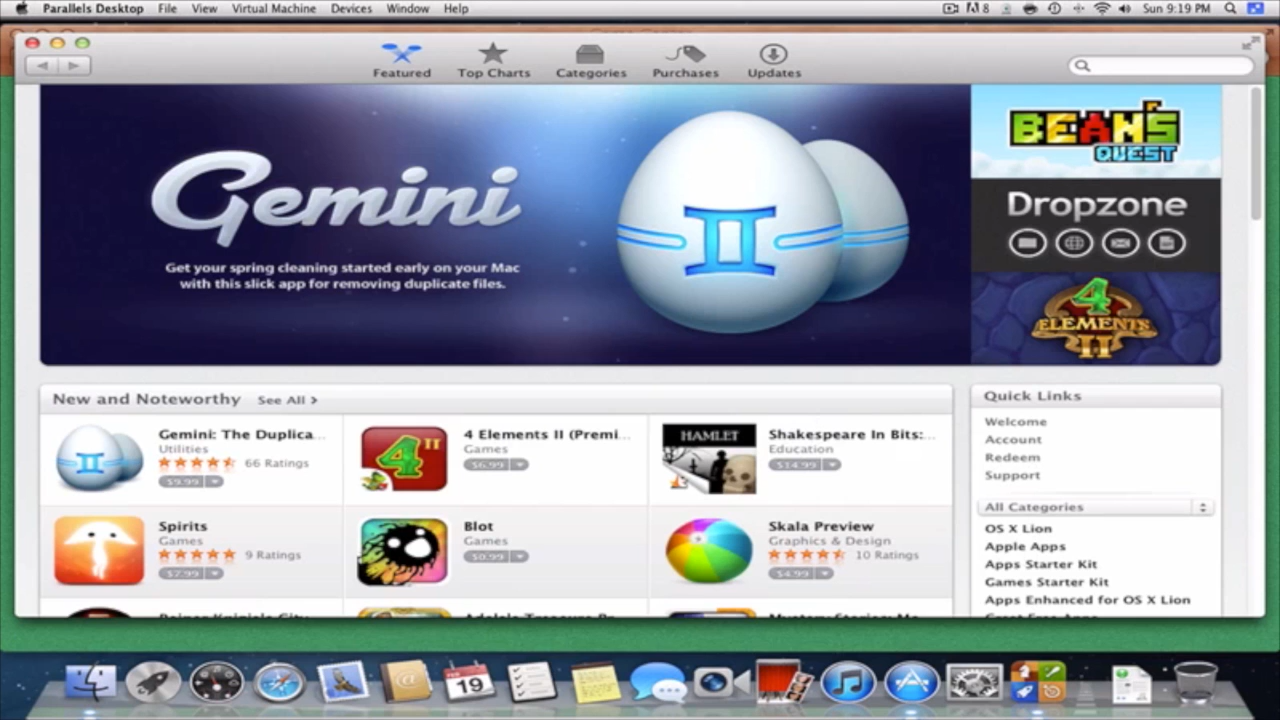 Parallels Desktop File View Virtual Machine Devices Window Help 8 Sun 9:19 PM
Featured Top Charts Categories Purchases Updates
Gemini
Get your spring cleaning started early on your Mac
with this slick app for removing duplicate files.
BEAN'S
QUEST
Dropzone
4
ELEMENTS
II
New and Noteworthy See All >
Gemini: The Duplica...
Utilities
66 Ratings
$9.99
4 II
4 Elements II (Premi...
Games
$6.99
HAMLET
Shakespeare In Bits:...
Education
$14.99
Spirits
Games
9 Ratings
$7.99
Blot
Games
$0.99
Skala Preview
Graphics & Design
10 Ratings
$4.99
Quick Links
Welcome
Account
Redeem
Support
All Categories
OS X Lion
Apple Apps
Apps Starter Kit
Games Starter Kit
Apps Enhanced for OS X Lion
FEB
19